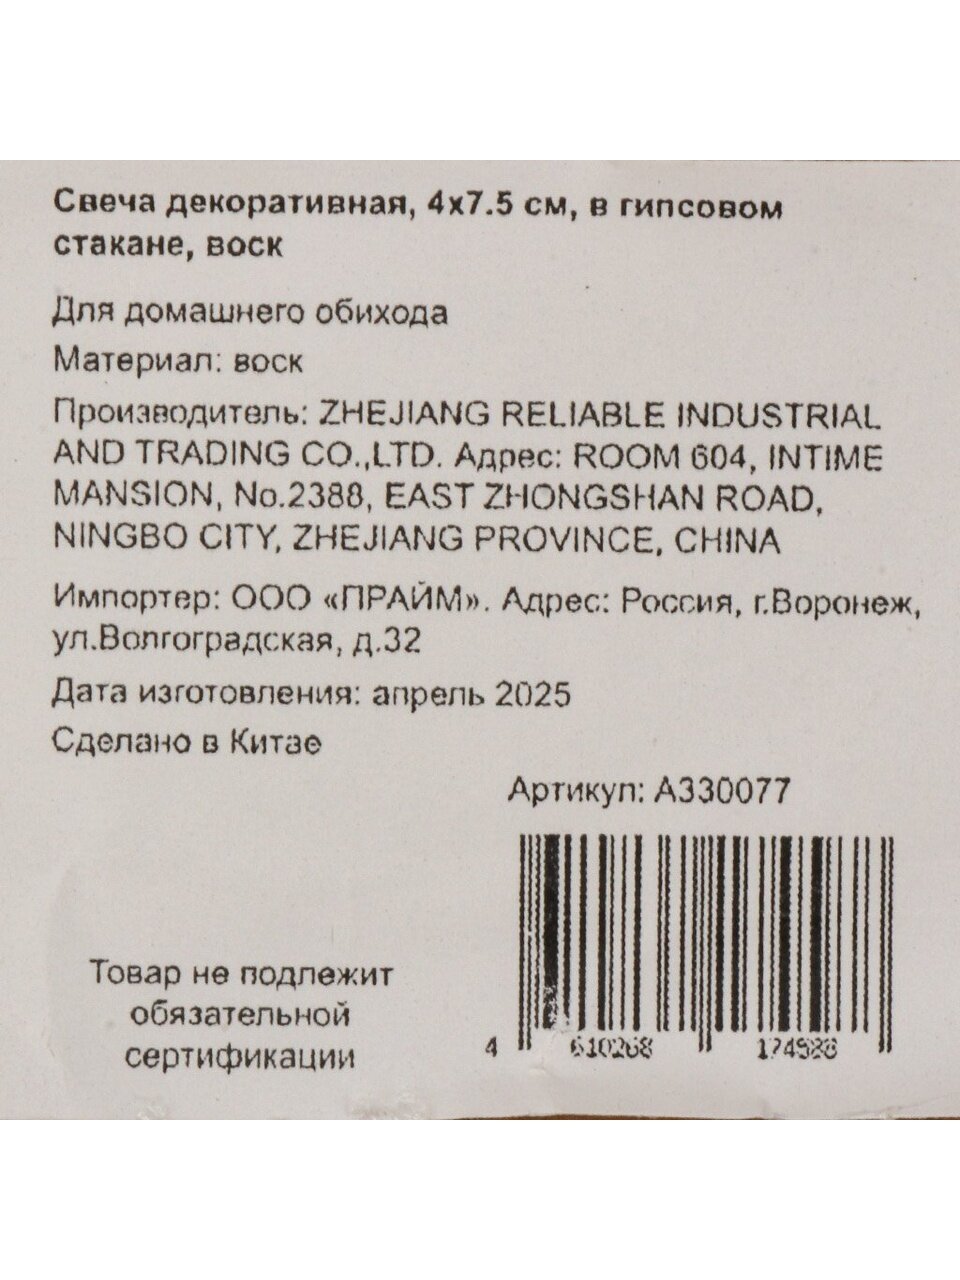 Свеча декоративная, 4х7.5 см, в гипсовом
стакане, воск
Для домашнего обихода
Материал: воск
Производитель: ZHEJIANG RELIABLE INDUSTRIAL
AND TRADING CO.,LTD. Адрес: ROOM 604, INTIME
MANSION, No.2388, EAST ZHONGSHAN ROAD,
NINGBO CITY, ZHEJIANG PROVINCE, CHINA
Импортер: ООО «ПРАЙМ». Адрес: Россия, г.Воронеж,
ул.Волгоградская, д.32
Дата изготовления: апрель 2025
Сделано в Китае
Артикул: А330077
Товар не подлежит
обязательной
сертификации
4 610268